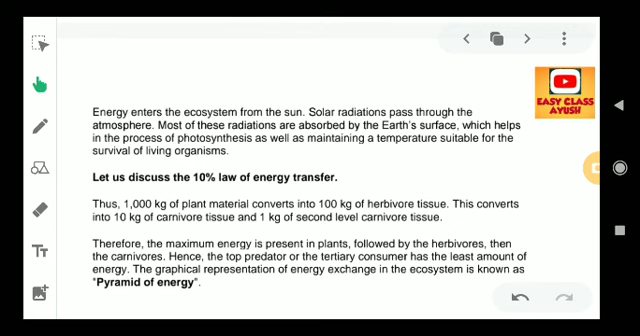 EASY CLASS
AYUSH
Energy enters the ecosystem from the sun. Solar radiations pass through the
atmosphere. Most of these radiations are absorbed by the Earth's surface, which helps
in the process of photosynthesis as well as maintaining a temperature suitable for the
survival of living organisms.
Let us discuss the 10% law of energy transfer.
Thus, 1,000 kg of plant material converts into 100 kg of herbivore tissue. This converts
into 10 kg of carnivore tissue and 1 kg of second level carnivore tissue.
Therefore, the maximum energy is present in plants, followed by the herbivores, then
the carnivores. Hence, the top predator or the tertiary consumer has the least amount of
energy. The graphical representation of energy exchange in the ecosystem is known as
"Pyramid of energy".
Tт